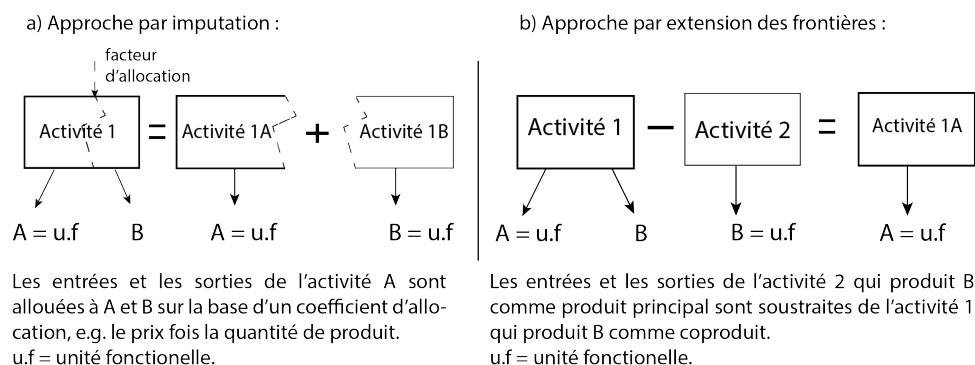 a) Approche par imputation :
facteur
d'allocation
Activité 1 = Activité 1A + Activité 1B
A = u.f B A = u.f B = u.f
Les entrées et les sorties de l'activité A sont
allouées à A et B sur la base d'un coefficient d'allo-
cation, e.g. le prix fois la quantité de produit.
u.f = unité fonctionelle.
b) Approche par extension des frontières :
Activité 1 − Activité 2 = Activité 1A
A = u.f B B = u.f A = u.f
Les entrées et les sorties de l'activité 2 qui produit B
comme produit principal sont soustraites de l'activité 1
qui produit B comme coproduit.
u.f = unité fonctionelle.